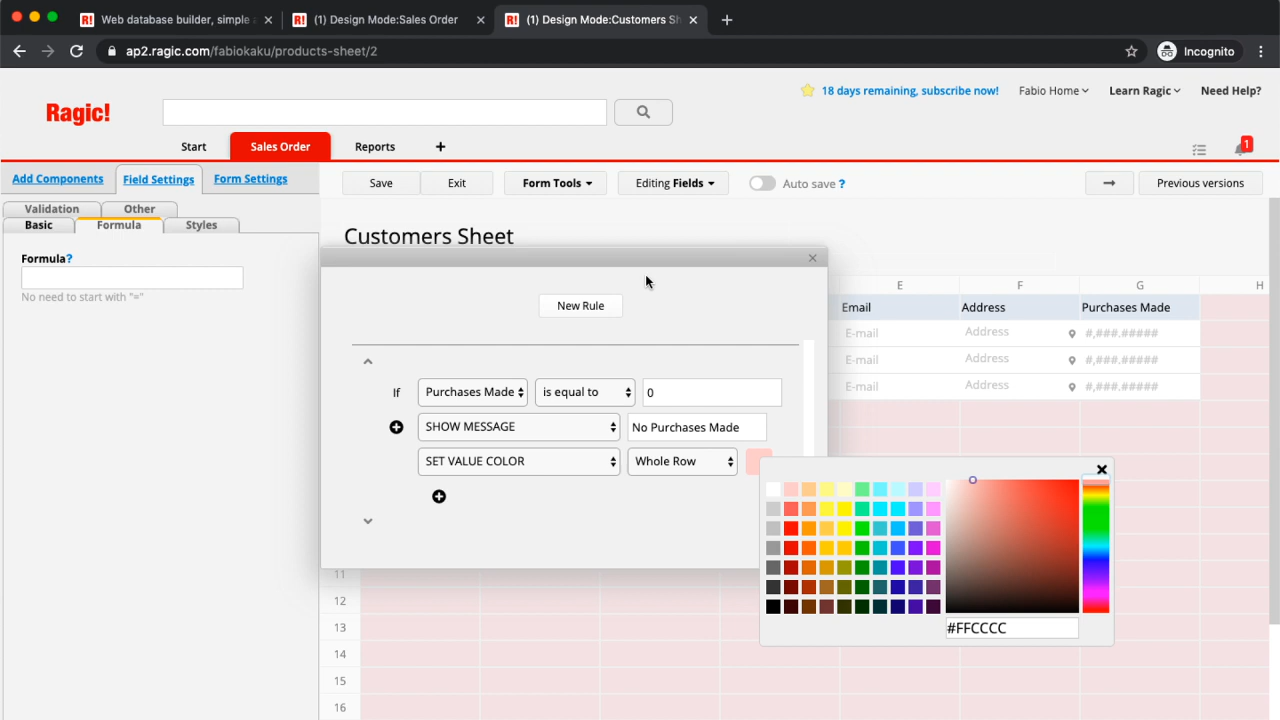 R! Web database builder, simple a
R! (1) Design Mode:Sales Order
R! (1) Design Mode:Customers Sh
ap2.ragic.com/fabiokaku/products-sheet/2
Incognito
Ragic!
18 days remaining, subscribe now!
Fabio Home
Learn Ragic
Need Help?
Start
Sales Order
Reports
1
Add Components
Field Settings
Form Settings
Save
Exit
Form Tools
Editing Fields
Auto save ?
Previous versions
Validation
Other
Basic
Formula
Styles
Formula?
No need to start with "="
Customers Sheet
New Rule
If
Purchases Made
is equal to
0
SHOW MESSAGE
No Purchases Made
SET VALUE COLOR
Whole Row
E
F
G
H
Email
Address
Purchases Made
E-mail
Address
#,###.#####
E-mail
Address
#,###.#####
E-mail
Address
#,###.#####
#FFCCCC
11
12
13
14
15
16